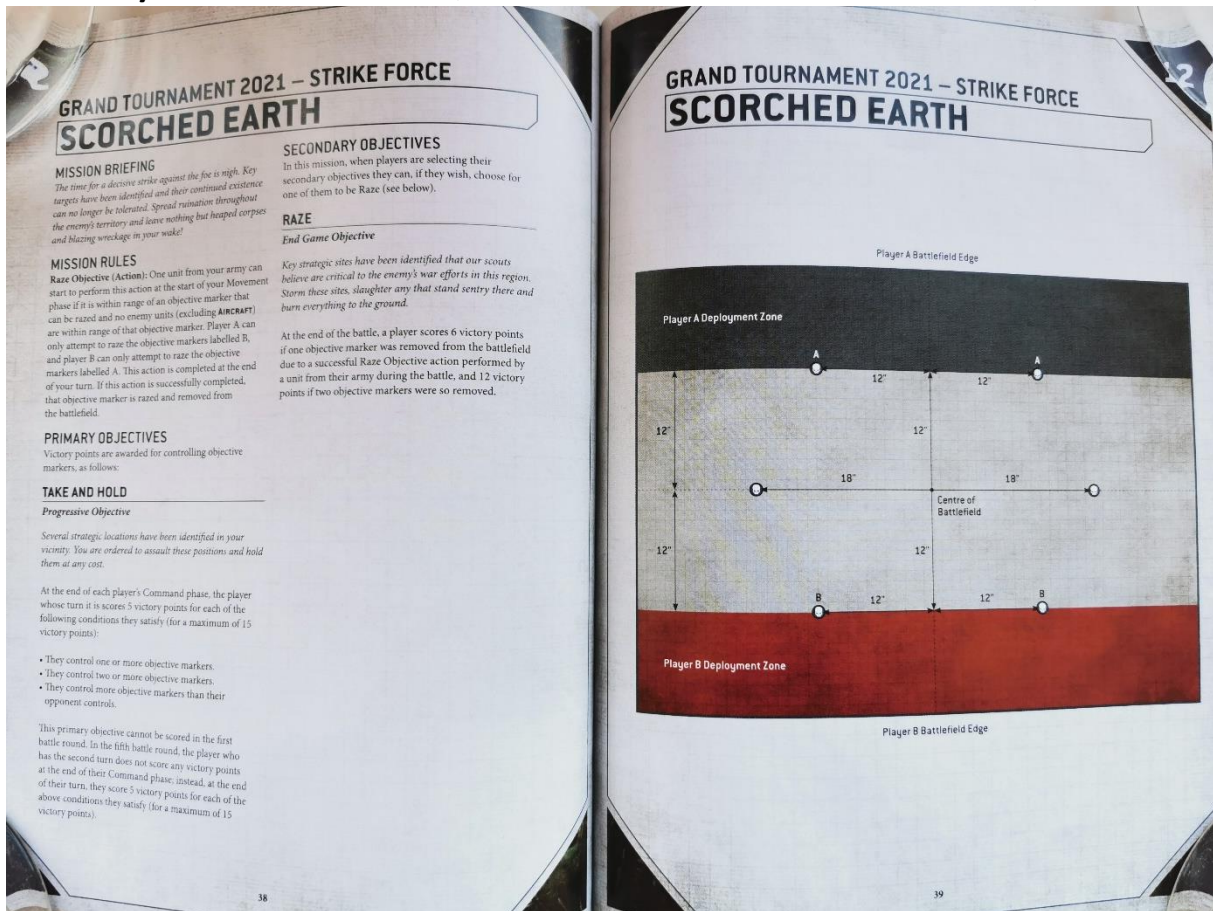 GRAND TOURNAMENT 2021 – STRIKE FORCE
SCORCHED EARTH
MISSION BRIEFING
The time for a decisive strike against the foe is nigh. Key
targets have been identified and their continued existence
can no longer be tolerated. Spread ruination throughout
the enemy's territory and leave nothing but heaped corpses
and blazing wreckage in your wake!
MISSION RULES
Raze Objective (Action): One unit from your army can
start to perform this action at the start of your Movement
phase if it is within range of an objective marker that
can be razed and no enemy units (excluding AIRCRAFT)
are within range of that objective marker. Player A can
only attempt to raze the objective markers labelled B,
and player B can only attempt to raze the objective
markers labelled A. This action is completed at the end
of your turn. If this action is successfully completed,
that objective marker is razed and removed from
the battlefield.
PRIMARY OBJECTIVES
Victory points are awarded for controlling objective
markers, as follows:
TAKE AND HOLD
Progressive Objective
Several strategic locations have been identified in your
vicinity. You are ordered to assault these positions and hold
them at any cost.
At the end of each player's Command phase, the player
whose turn it is scores 5 victory points for each of the
following conditions they satisfy (for a maximum of 15
victory points):
• They control one or more objective markers.
• They control two or more objective markers.
• They control more objective markers than their
opponent controls.
This primary objective cannot be scored in the first
battle round. In the fifth battle round, the player who
has the second turn does not score any victory points
at the end of their Command phase, instead, at the end
of their turn, they score 5 victory points for each of the
above conditions they satisfy (for a maximum of 15
victory points).
SECONDARY OBJECTIVES
In this mission, when players are selecting their
secondary objectives they can, if they wish, choose for
one of them to be Raze (see below).
RAZE
End Game Objective
Key strategic sites have been identified that our scouts
believe are critical to the enemy's war efforts in this region.
Storm these sites, slaughter any that stand sentry there and
burn everything to the ground.
At the end of the battle, a player scores 6 victory points
if one objective marker was removed from the battlefield
due to a successful Raze Objective action performed by
a unit from their army during the battle, and 12 victory
points if two objective markers were so removed.
38
12
GRAND TOURNAMENT 2021 – STRIKE FORCE
SCORCHED EARTH
Player A Battlefield Edge
Player A Deployment Zone
A A
12" 12"
12" 12"
18" 18"
Centre of
Battlefield
12" 12"
B 12" 12" B
Player B Deployment Zone
Player B Battlefield Edge
39